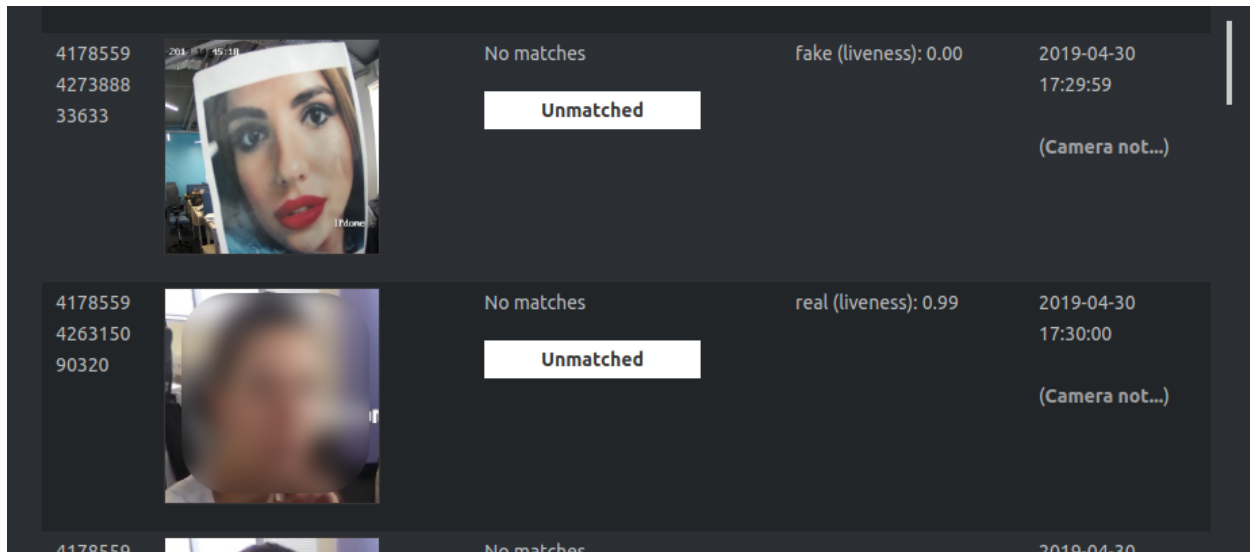 4178559
4273888
33633
No matches
Unmatched
fake (liveness): 0.00
2019-04-30
17:29:59
(Camera not...)
45:18
4178559
4263150
90320
No matches
Unmatched
real (liveness): 0.99
2019-04-30
17:30:00
(Camera not...)
4178559
No matches
2019-04-30